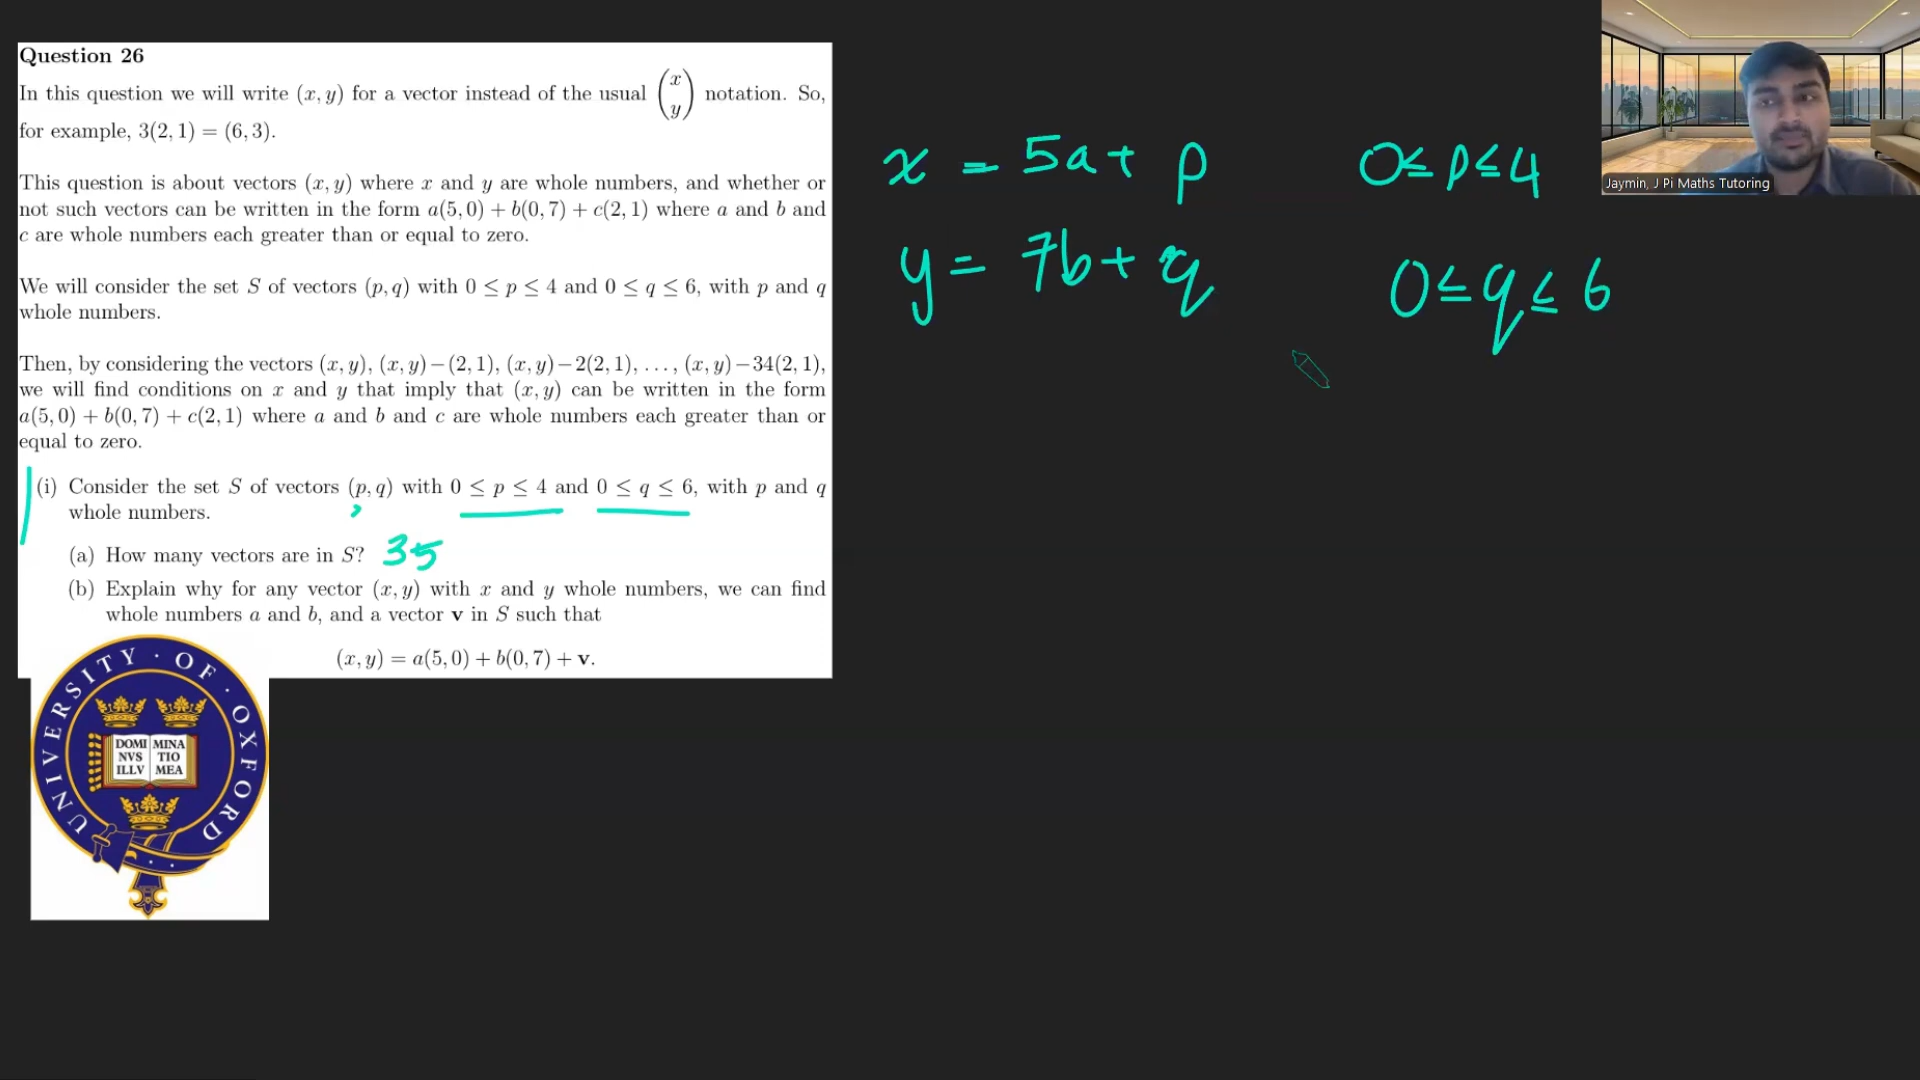 Question 26
In this question we will write (x, y) for a vector instead of the usual (x y) notation. So,
for example, 3(2, 1) = (6, 3).
This question is about vectors (x, y) where x and y are whole numbers, and whether or
not such vectors can be written in the form a(5, 0) + b(0, 7) + c(2, 1) where a and b and
c are whole numbers each greater than or equal to zero.
We will consider the set S of vectors (p, q) with 0 ≤ p ≤ 4 and 0 ≤ q ≤ 6, with p and q
whole numbers.
Then, by considering the vectors (x, y), (x, y) − (2, 1), (x, y) − 2(2, 1), . . . , (x, y) − 34(2, 1),
we will find conditions on x and y that imply that (x, y) can be written in the form
a(5, 0) + b(0, 7) + c(2, 1) where a and b and c are whole numbers each greater than or
equal to zero.
(i) Consider the set S of vectors (p, q) with 0 ≤ p ≤ 4 and 0 ≤ q ≤ 6, with p and q
whole numbers.
(a) How many vectors are in S? 35
(b) Explain why for any vector (x, y) with x and y whole numbers, we can find
whole numbers a and b, and a vector v in S such that
(x, y) = a(5, 0) + b(0, 7) + v.
UNIVERSITY · OF · OXFORD
DOMI MINA
NVS TIO
ILLV MEA
x = 5a + p 0 ≤ p ≤ 4
y = 7b + q 0 ≤ q ≤ 6
Jaymin, J Pi Maths Tutoring